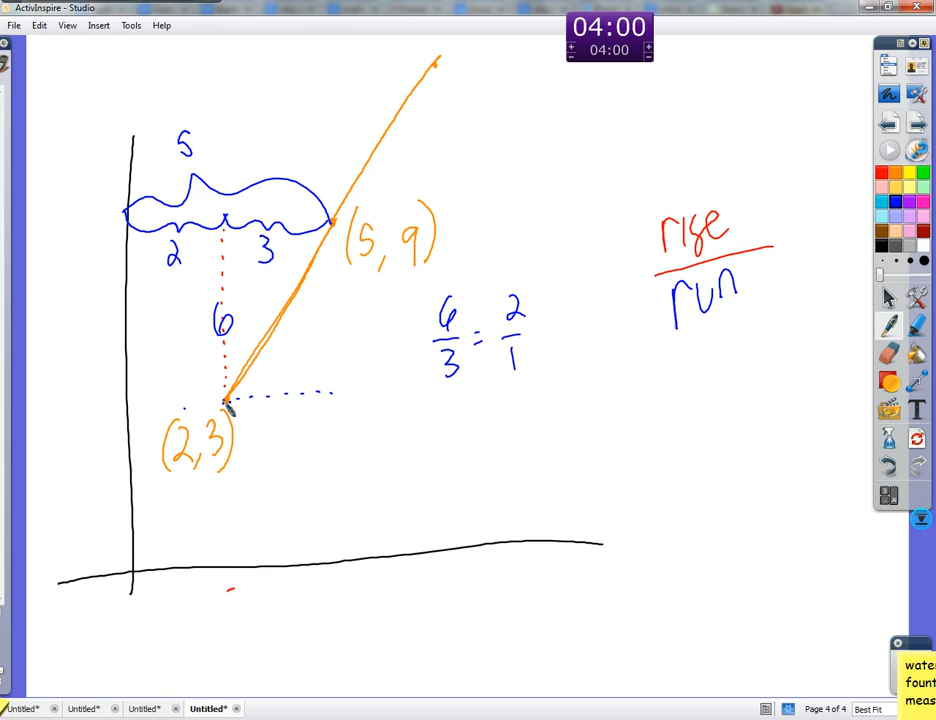 ActivInspire - Studio
File Edit View Insert Tools Help
04:00
04:00
5
2 3
(5, 9)
6
6/3 = 2/1
(2,3)
rise
run
water
fount
meas
Untitled* Untitled* Untitled* Untitled*
Page 4 of 4 Best Fit